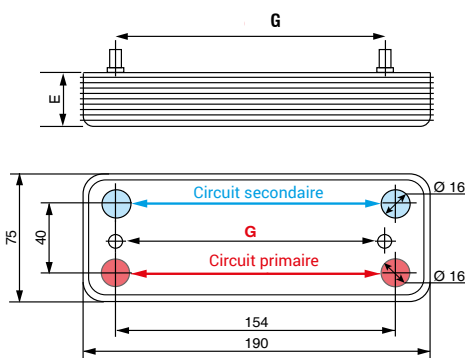 G
E
Circuit secondaire
Ø 16
75
40
G
Circuit primaire
Ø 16
154
190